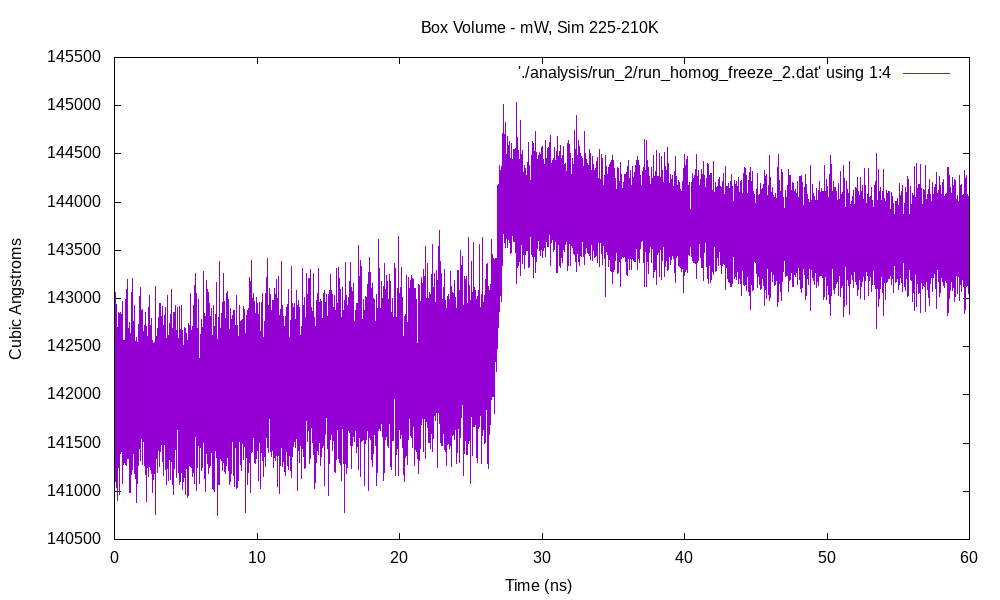 Box Volume - mW, Sim 225-210K
'./analysis/run_2/run_homog_freeze_2.dat' using 1:4
Cubic Angstroms
145500
145000
144500
144000
143500
143000
142500
142000
141500
141000
140500
0 10 20 30 40 50 60
Time (ns)